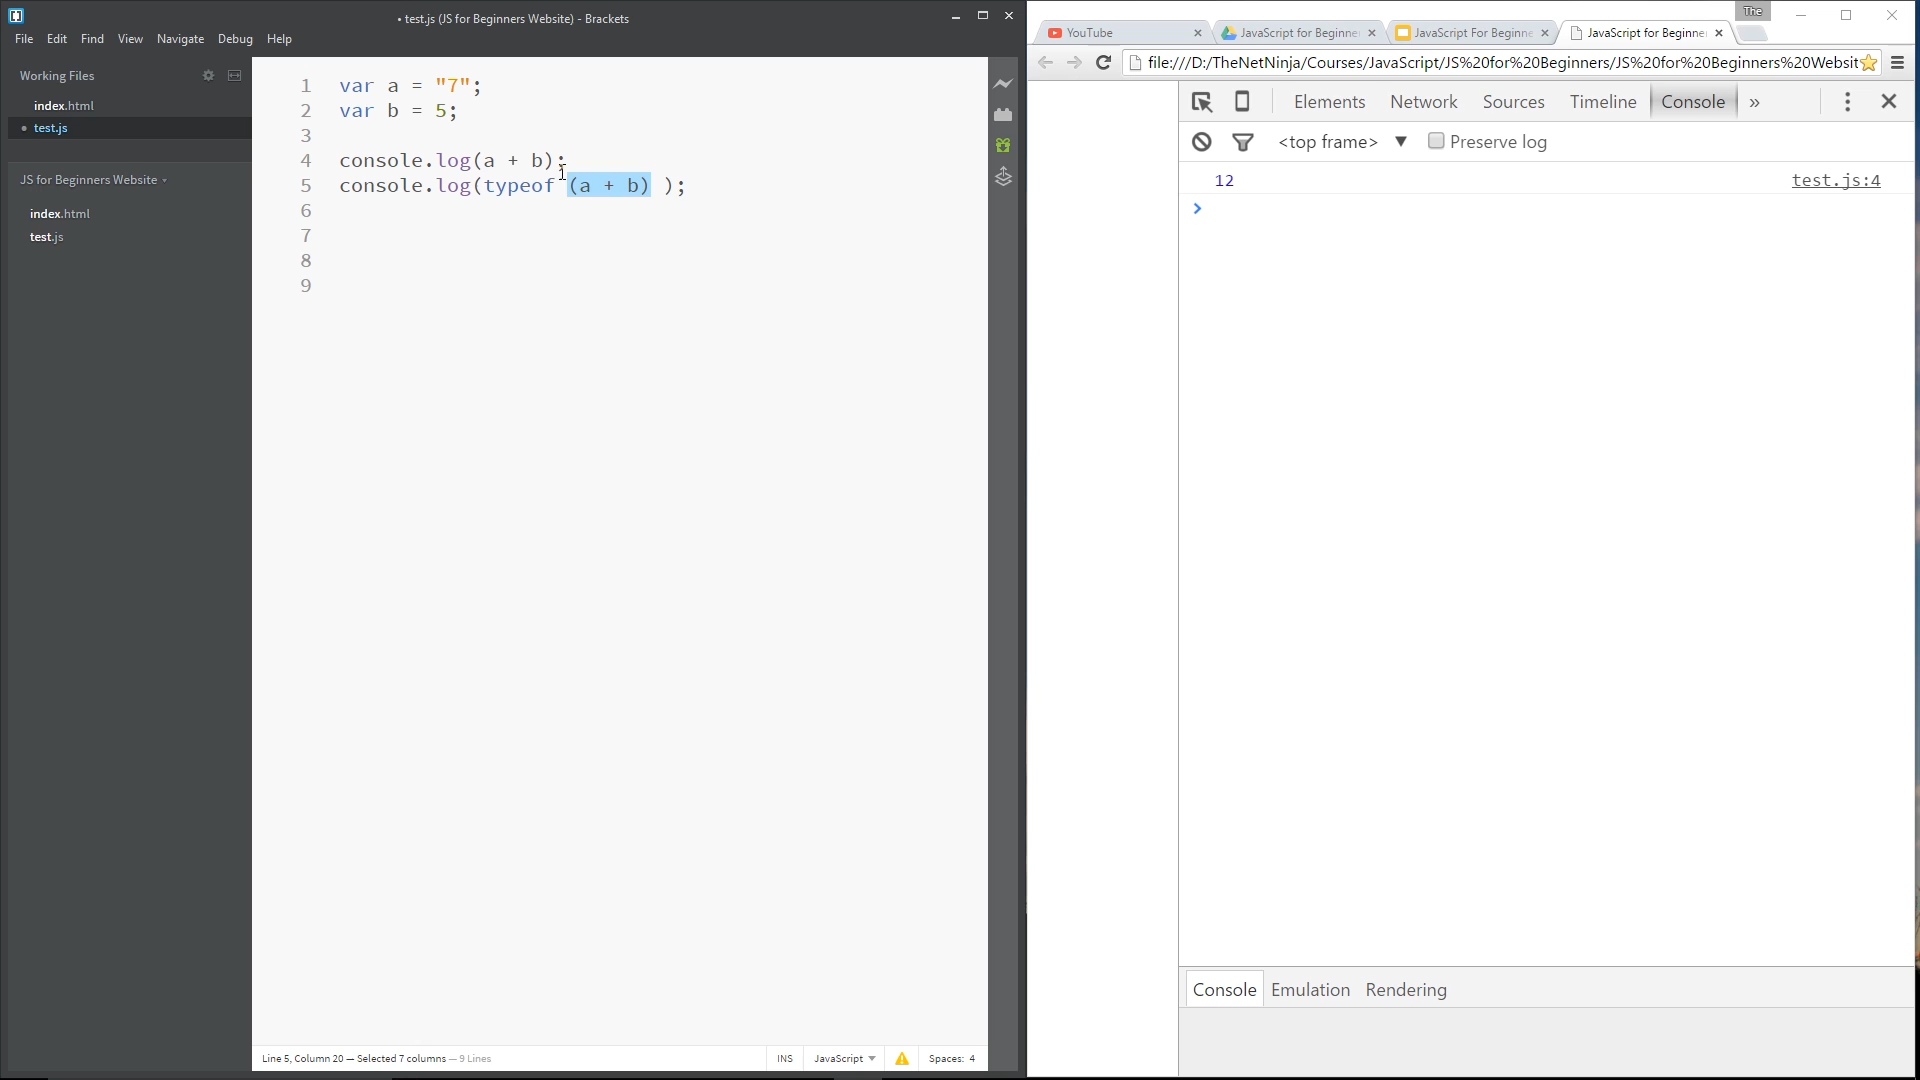 • test.js (JS for Beginners Website) - Brackets
File Edit Find View Navigate Debug Help
Working Files
index.html
• test.js
JS for Beginners Website
index.html
test.js
1 var a = "7";
2 var b = 5;
3
4 console.log(a + b);
5 console.log(typeof (a + b) );
6
7
8
9
Line 5, Column 20 — Selected 7 columns — 9 Lines
INS JavaScript Spaces: 4
The
YouTube
JavaScript for Beginne
JavaScript For Beginne
JavaScript for Beginne
file:///D:/TheNetNinja/Courses/JavaScript/JS%20for%20Beginners/JS%20for%20Beginners%20Websit
Elements Network Sources Timeline Console »
<top frame> ▼ Preserve log
12 test.js:4
>
Console Emulation Rendering